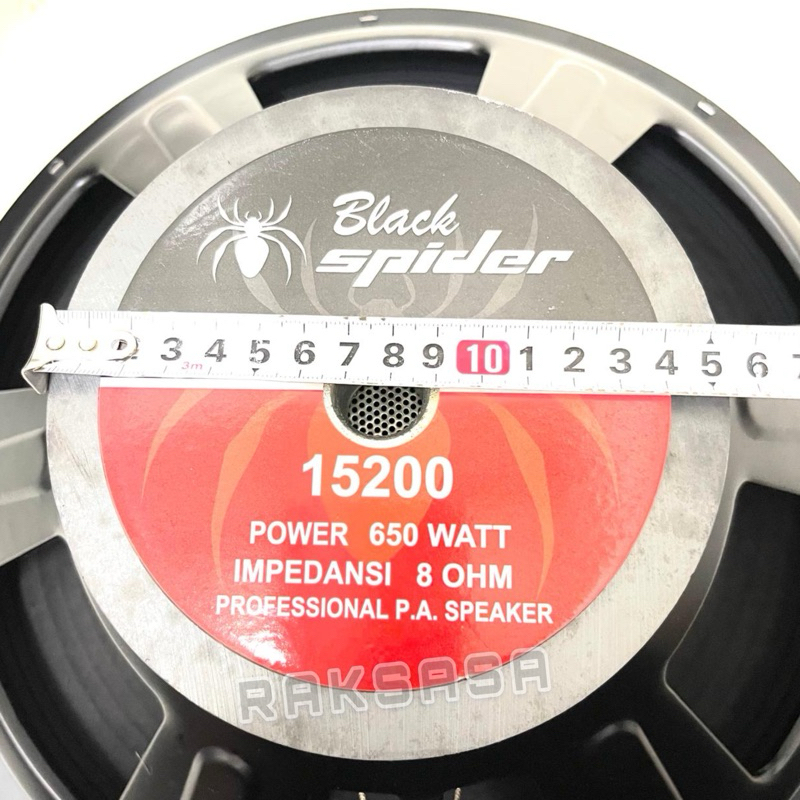 Black
spider
3 4 5 6 7 8 9 10 1 2 3 4 5 6 7
3m
15200
POWER 650 WATT
IMPEDANSI 8 OHM
PROFESSIONAL P.A. SPEAKER
RAKSASA